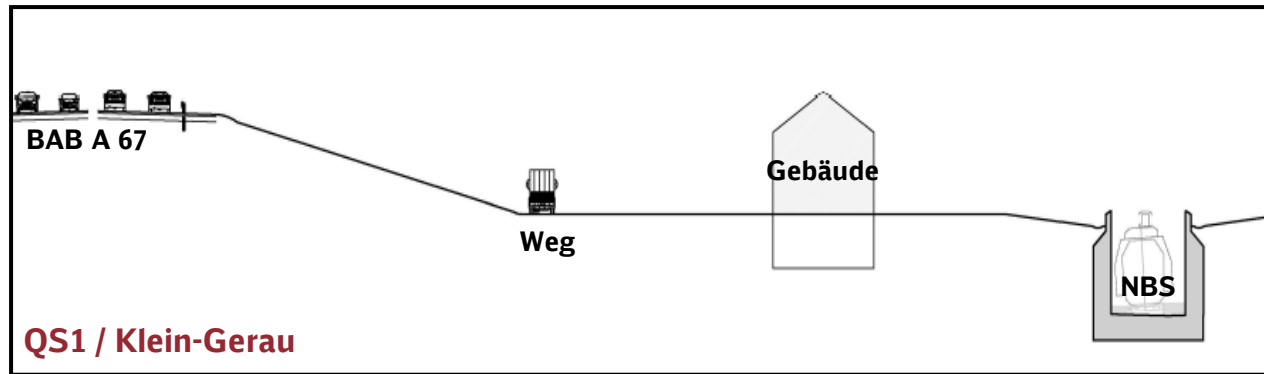 BAB A 67
Gebäude
Weg
NBS
QS1 / Klein-Gerau